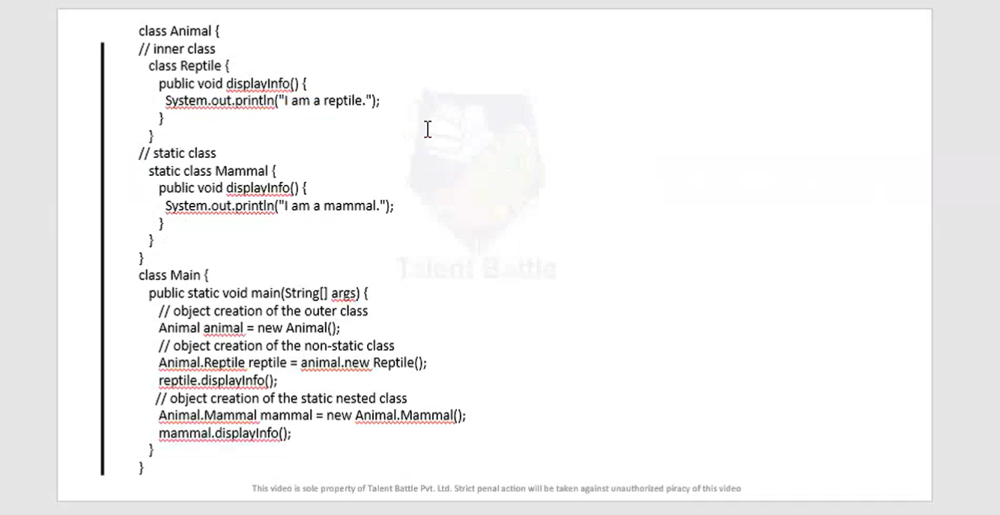 class Animal {
// inner class
class Reptile {
public void displayInfo() {
System.out.println("I am a reptile.");
}
}
// static class
static class Mammal {
public void displayInfo() {
System.out.println("I am a mammal.");
}
}
}
class Main {
public static void main(String[] args) {
// object creation of the outer class
Animal animal = new Animal();
// object creation of the non-static class
Animal.Reptile reptile = animal.new Reptile();
reptile.displayInfo();
// object creation of the static nested class
Animal.Mammal mammal = new Animal.Mammal();
mammal.displayInfo();
}
}
Talent Battle
This video is sole property of Talent Battle Pvt. Ltd. Strict penal action will be taken against unauthorized piracy of this video